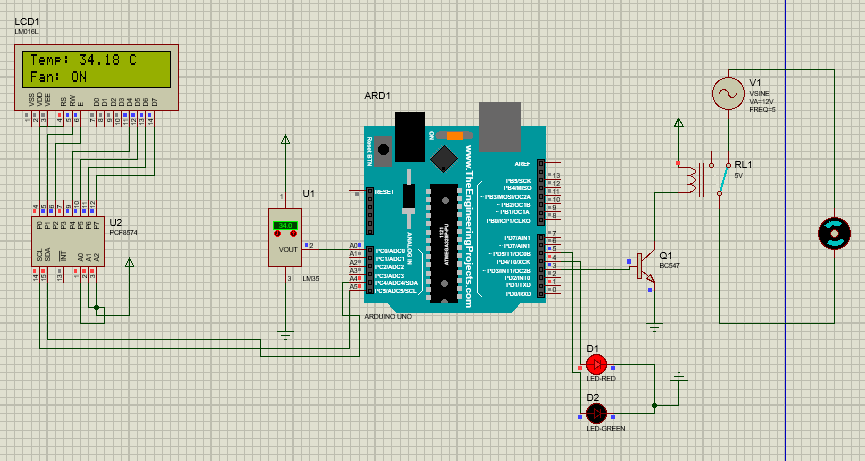 LCD1
LM016L
Temp: 34.18 C
Fan: ON
VSS VDD VEE RS RW E D0 D1 D2 D3 D4 D5 D6 D7
1 2 3 4 5 6 7 8 9 10 11 12 13 14
4 5 6 7 9 10 11 12
P0 P1 P2 P3 P4 P5 P6 P7
U2
PCF8574
SCL SDA INT A0 A1 A2
14 15 13 1 2 3
1
U1
34.0
VOUT
2
3
LM35
ARD1
Reset BTN
ON
www.TheEngineeringProjects.com
RESET
ANALOG IN
A0
A1
A2
A3
A4
A5
PC0/ADC0
PC1/ADC1
PC2/ADC2
PC3/ADC3
PC4/ADC4/SDA
PC5/ADC5/SCL
ARDUINO UNO
AREF
PB5/SCK 13
PB4/MISO 12
~ PB3/MOSI/OC2A 11
~ PB2/OC1B 10
~ PB1/OC1A 9
PB0/ICP1/CLKO 8
PD7/AIN1 7
~ PD6/AIN0 6
~ PD5/T1/OC0B 5
PD4/T0/XCK 4
~ PD3/INT1/OC2B 3
PD2/INT0 2
PD1/TXD 1
PD0/RXD 0
V1
VSINE
VA=12V
FREQ=5
RL1
5V
Q1
BC547
D1
LED-RED
D2
LED-GREEN